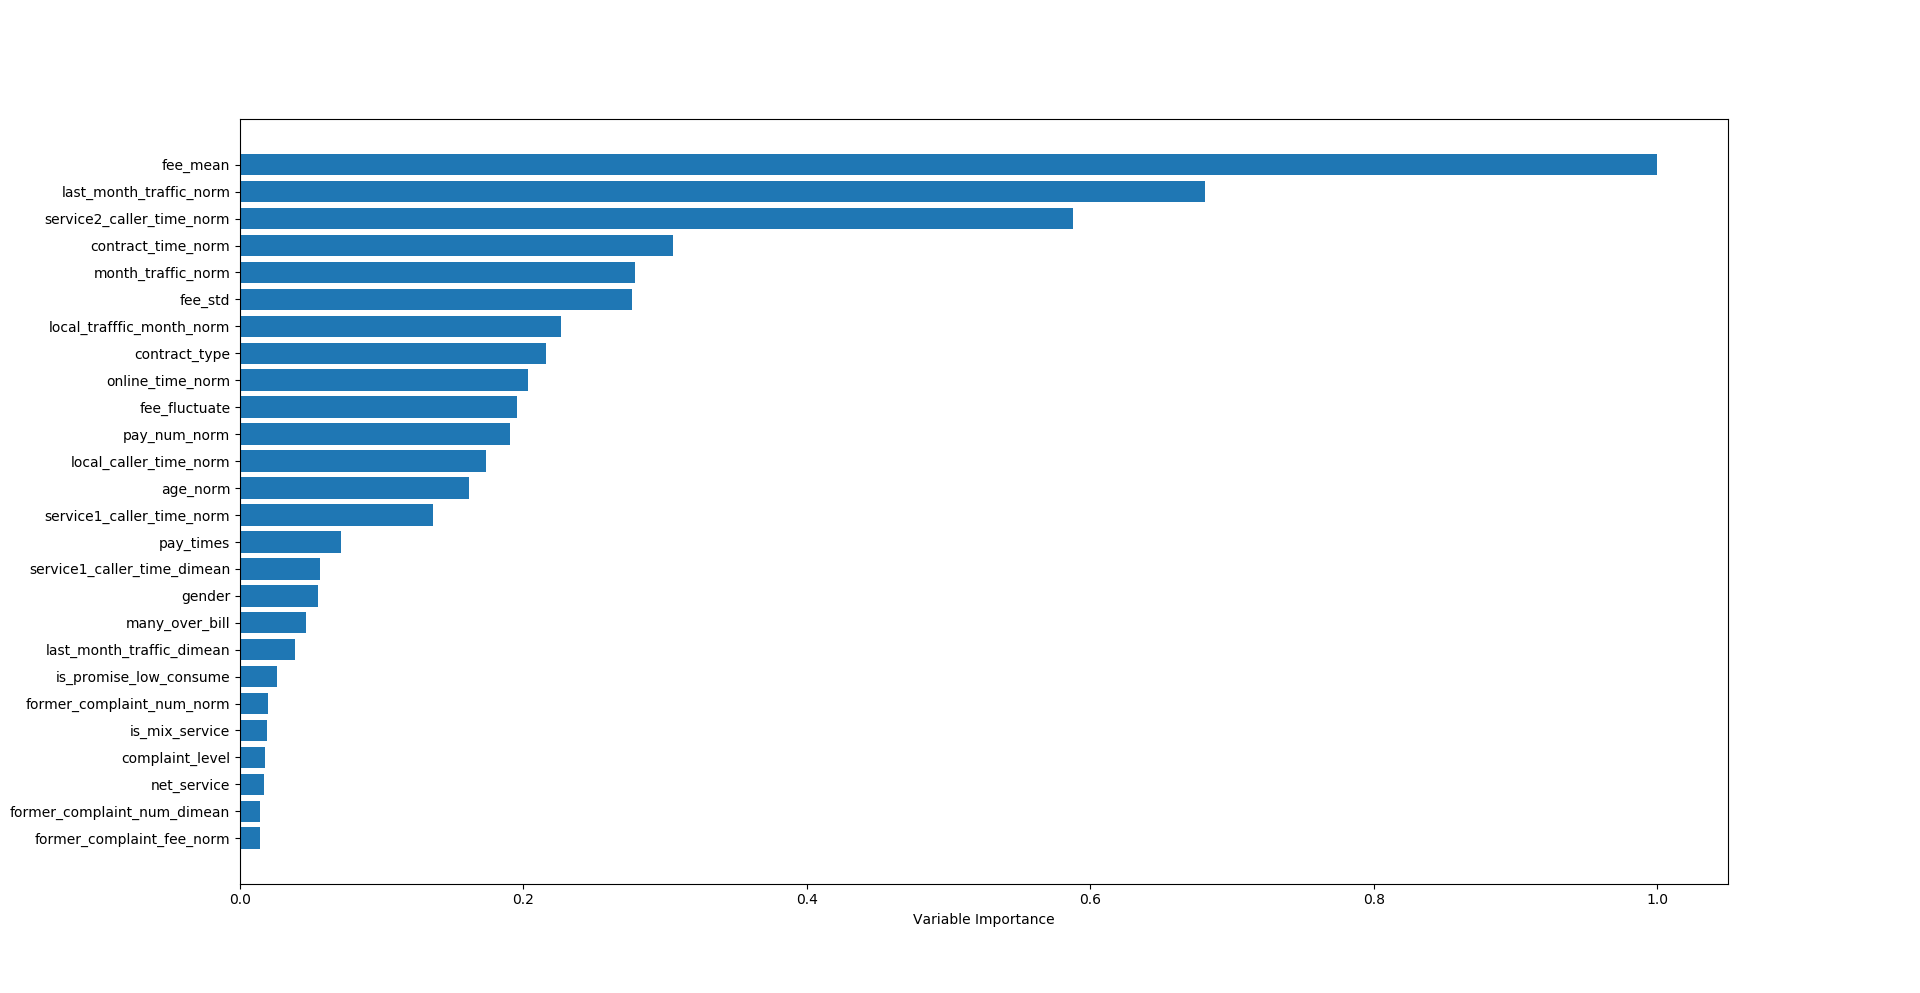 fee_mean
last_month_traffic_norm
service2_caller_time_norm
contract_time_norm
month_traffic_norm
fee_std
local_trafffic_month_norm
contract_type
online_time_norm
fee_fluctuate
pay_num_norm
local_caller_time_norm
age_norm
service1_caller_time_norm
pay_times
service1_caller_time_dimean
gender
many_over_bill
last_month_traffic_dimean
is_promise_low_consume
former_complaint_num_norm
is_mix_service
complaint_level
net_service
former_complaint_num_dimean
former_complaint_fee_norm
0.0 0.2 0.4 0.6 0.8 1.0
Variable Importance